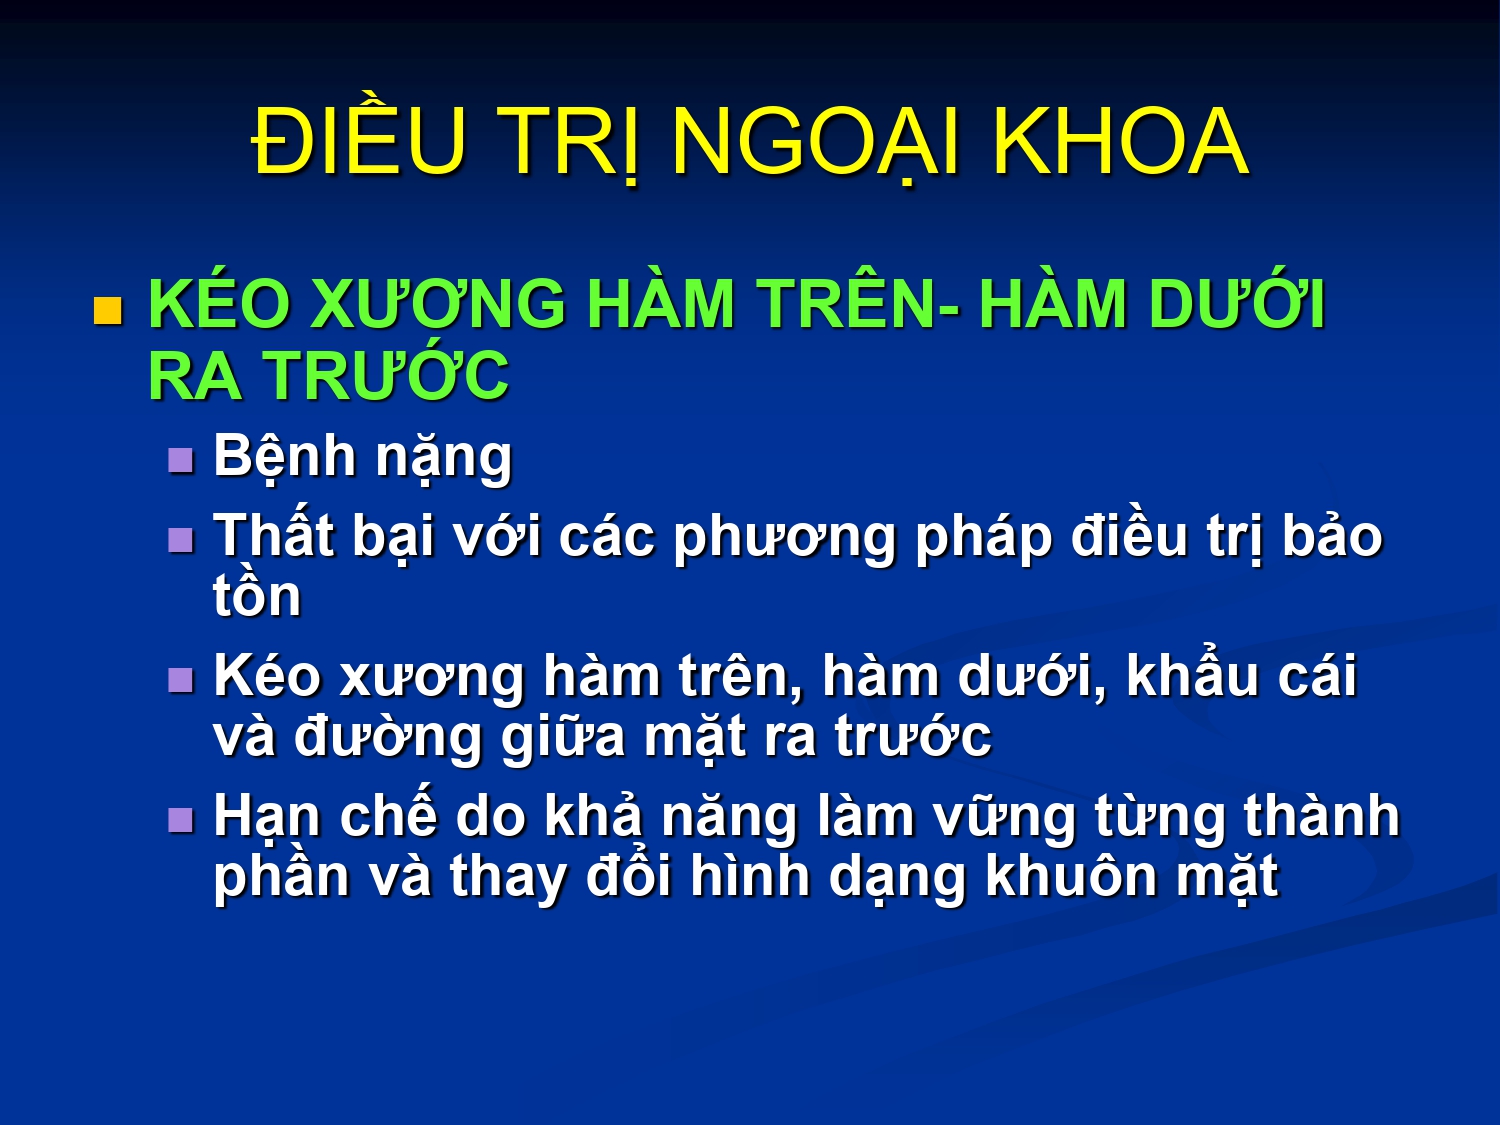 ĐIỀU TRỊ NGOẠI KHOA
KÉO XƯƠNG HÀM TRÊN- HÀM DƯỚI
RA TRƯỚC
Bệnh nặng
Thất bại với các phương pháp điều trị bảo
tồn
Kéo xương hàm trên, hàm dưới, khẩu cái
và đường giữa mặt ra trước
Hạn chế do khả năng làm vững từng thành
phần và thay đổi hình dạng khuôn mặt